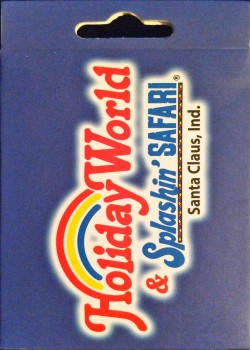 Holiday World
& Splashin' SAFARI®
Santa Claus, Ind.